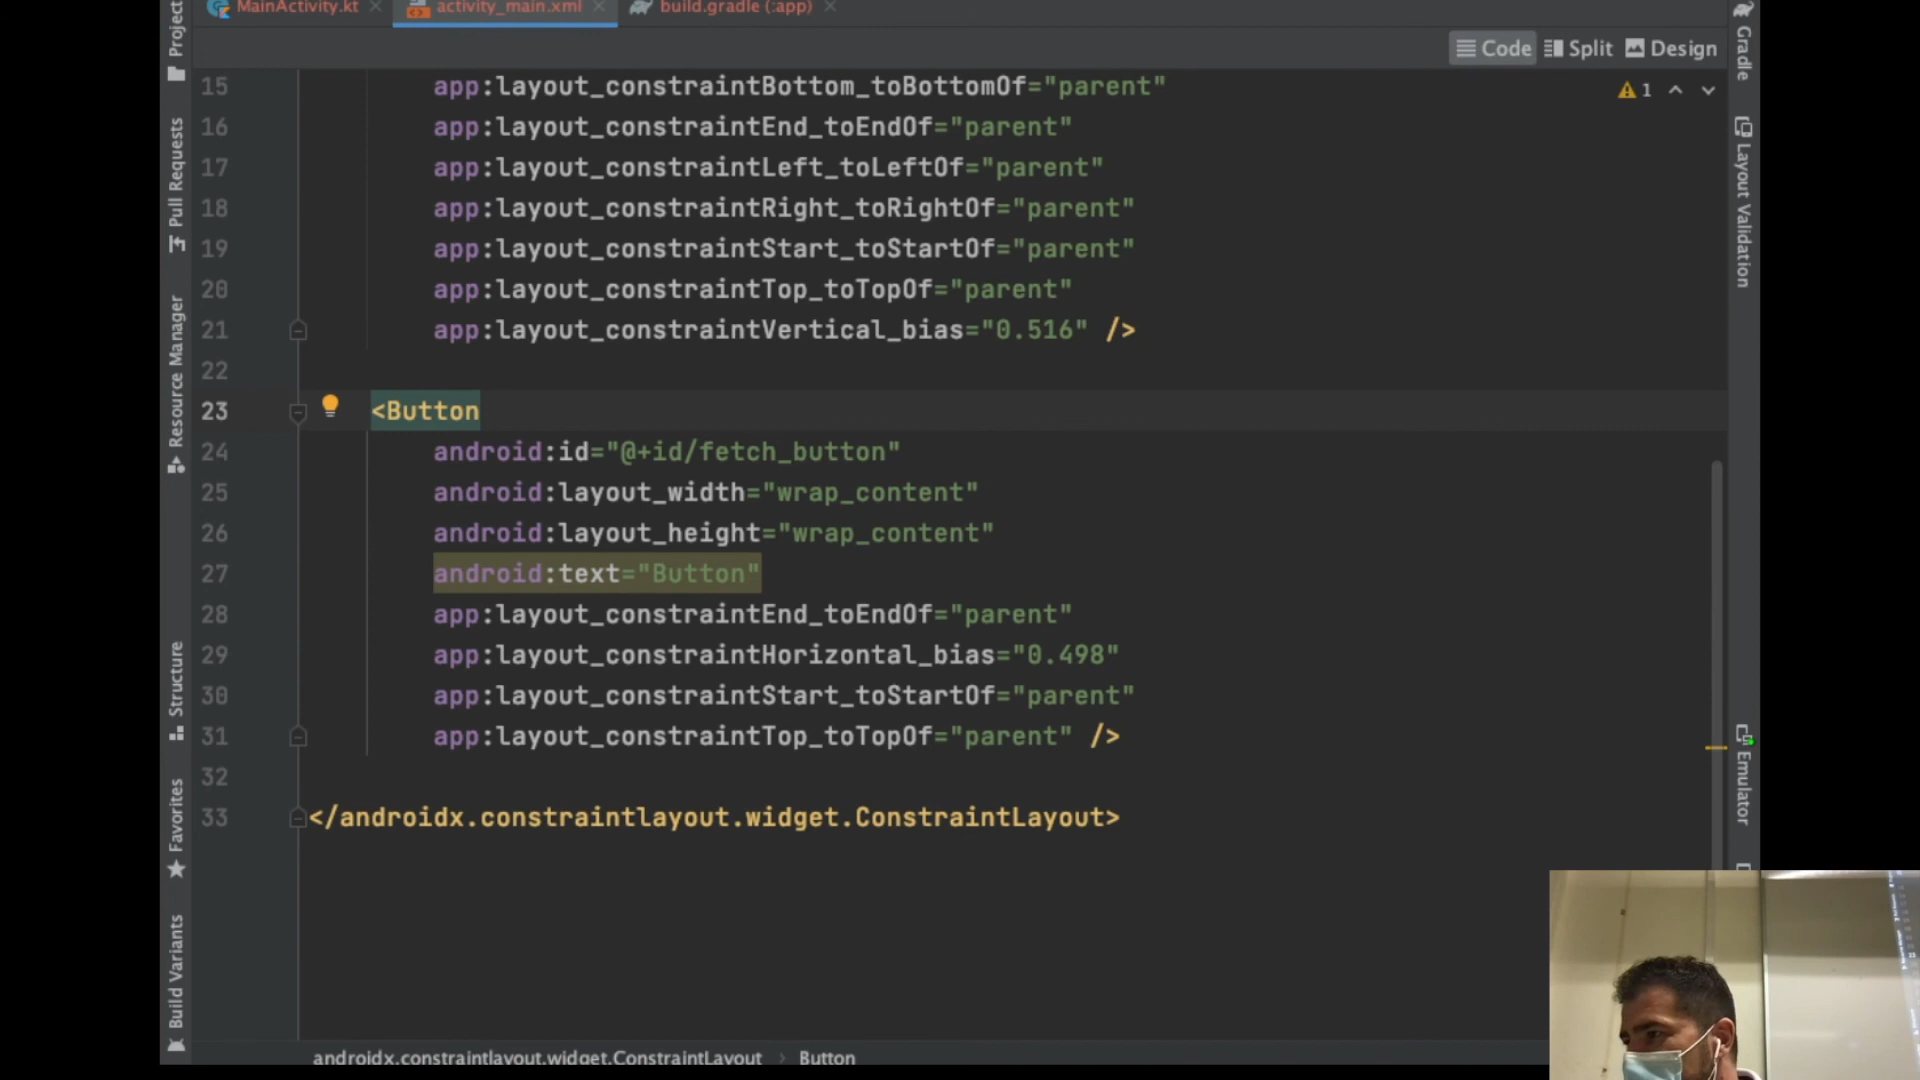 MainActivity.kt
activity_main.xml
build.gradle (:app)
Code
Split
Design
1
15 app:layout_constraintBottom_toBottomOf="parent"
16 app:layout_constraintEnd_toEndOf="parent"
17 app:layout_constraintLeft_toLeftOf="parent"
18 app:layout_constraintRight_toRightOf="parent"
19 app:layout_constraintStart_toStartOf="parent"
20 app:layout_constraintTop_toTopOf="parent"
21 app:layout_constraintVertical_bias="0.516" />
22
23 <Button
24 android:id="@+id/fetch_button"
25 android:layout_width="wrap_content"
26 android:layout_height="wrap_content"
27 android:text="Button"
28 app:layout_constraintEnd_toEndOf="parent"
29 app:layout_constraintHorizontal_bias="0.498"
30 app:layout_constraintStart_toStartOf="parent"
31 app:layout_constraintTop_toTopOf="parent" />
32
33 </androidx.constraintlayout.widget.ConstraintLayout>
androidx.constraintlayout.widget.ConstraintLayout › Button
Project
Pull Requests
Resource Manager
Structure
Favorites
Build Variants
Gradle
Layout Validation
Emulator